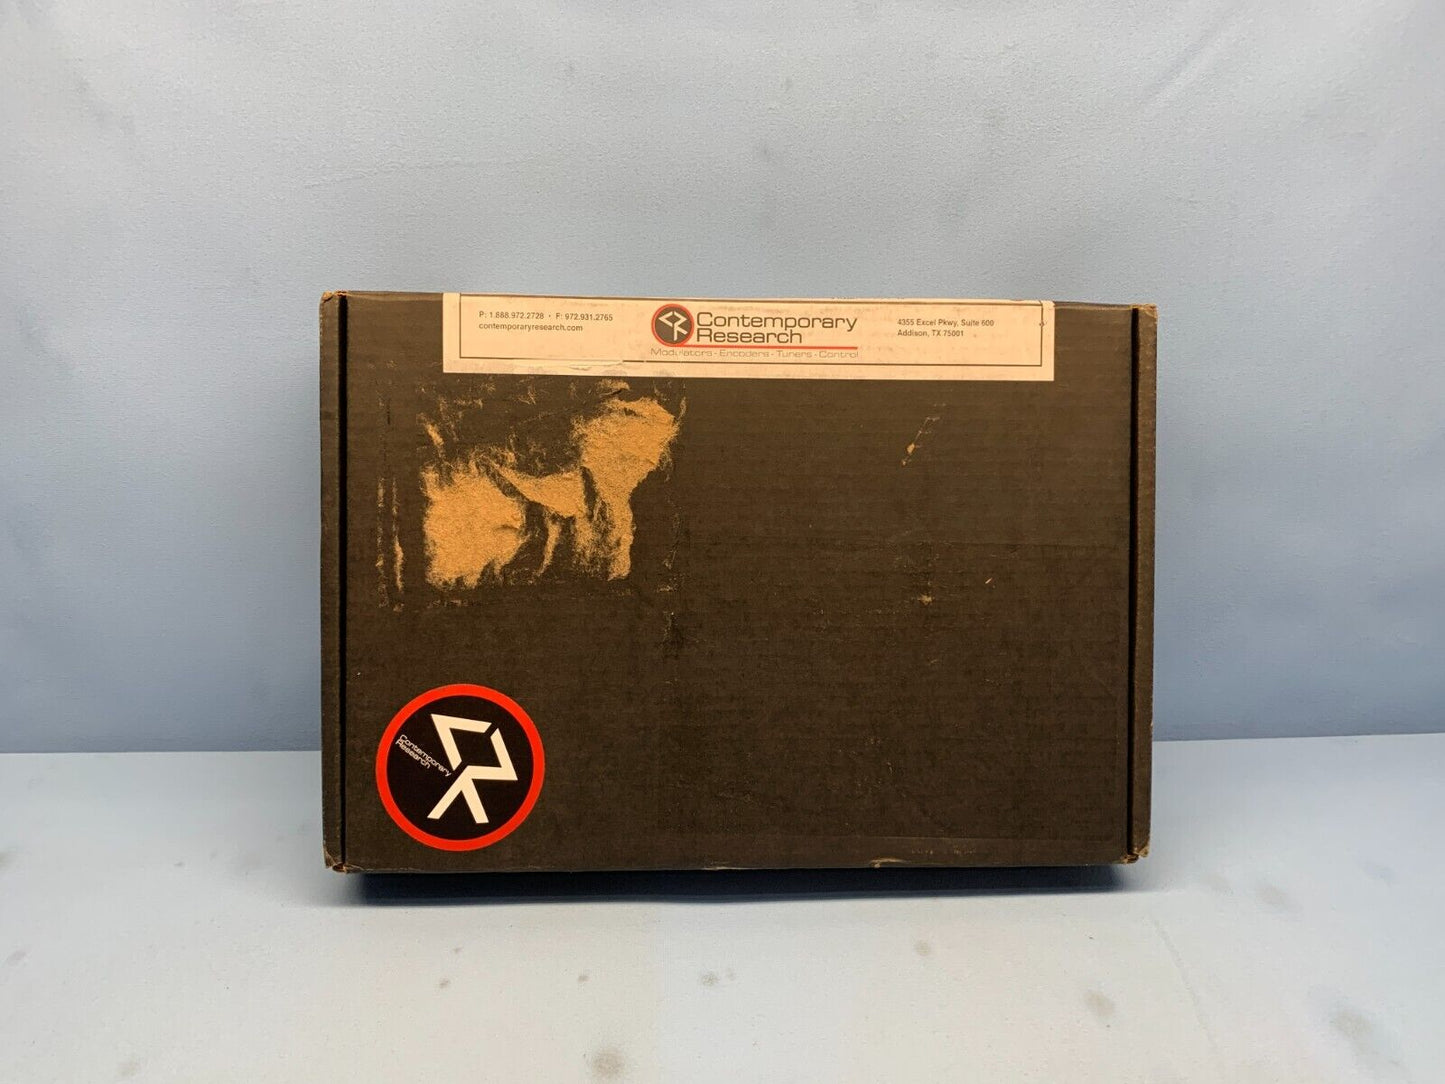 P: 1.888.972.2728 • F: 972.931.2765
contemporaryresearch.com
Contemporary
Research
Modulators - Encoders - Tuners - Control
4355 Excel Pkwy, Suite 600
Addison, TX 75001
Contemporary
Research